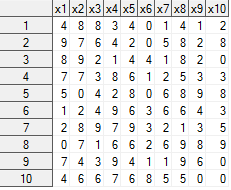 x1 x2 x3 x4 x5 x6 x7 x8 x9 x10
1 4 8 8 3 4 0 1 4 1 2
2 9 7 6 4 2 0 5 8 2 8
3 8 9 2 1 4 4 1 8 2 0
4 7 7 3 8 6 1 2 5 3 3
5 5 0 4 2 8 0 6 8 9 8
6 1 2 4 9 6 3 6 6 4 3
7 2 8 9 7 9 3 2 1 3 5
8 0 7 1 6 6 2 6 9 8 9
9 7 4 3 9 4 1 1 9 6 0
10 4 6 6 7 6 8 5 5 0 0